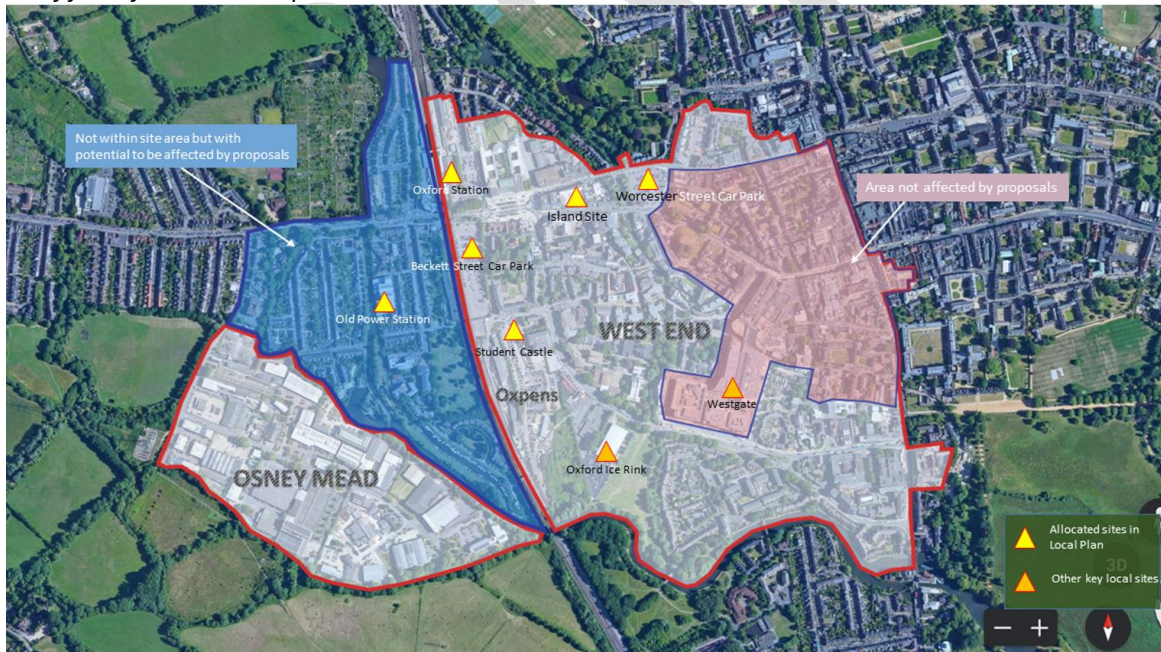 Not within site area but with
potential to be affected by proposals
Oxford Station
Island Site
Worcester Street Car Park
Area not affected by proposals
Beckett Street Car Park
Old Power Station
Student Castle
WEST END
Oxpens
Westgate
Oxford Ice Rink
OSNEY MEAD
Allocated sites in
Local Plan
3D
Other key local sites